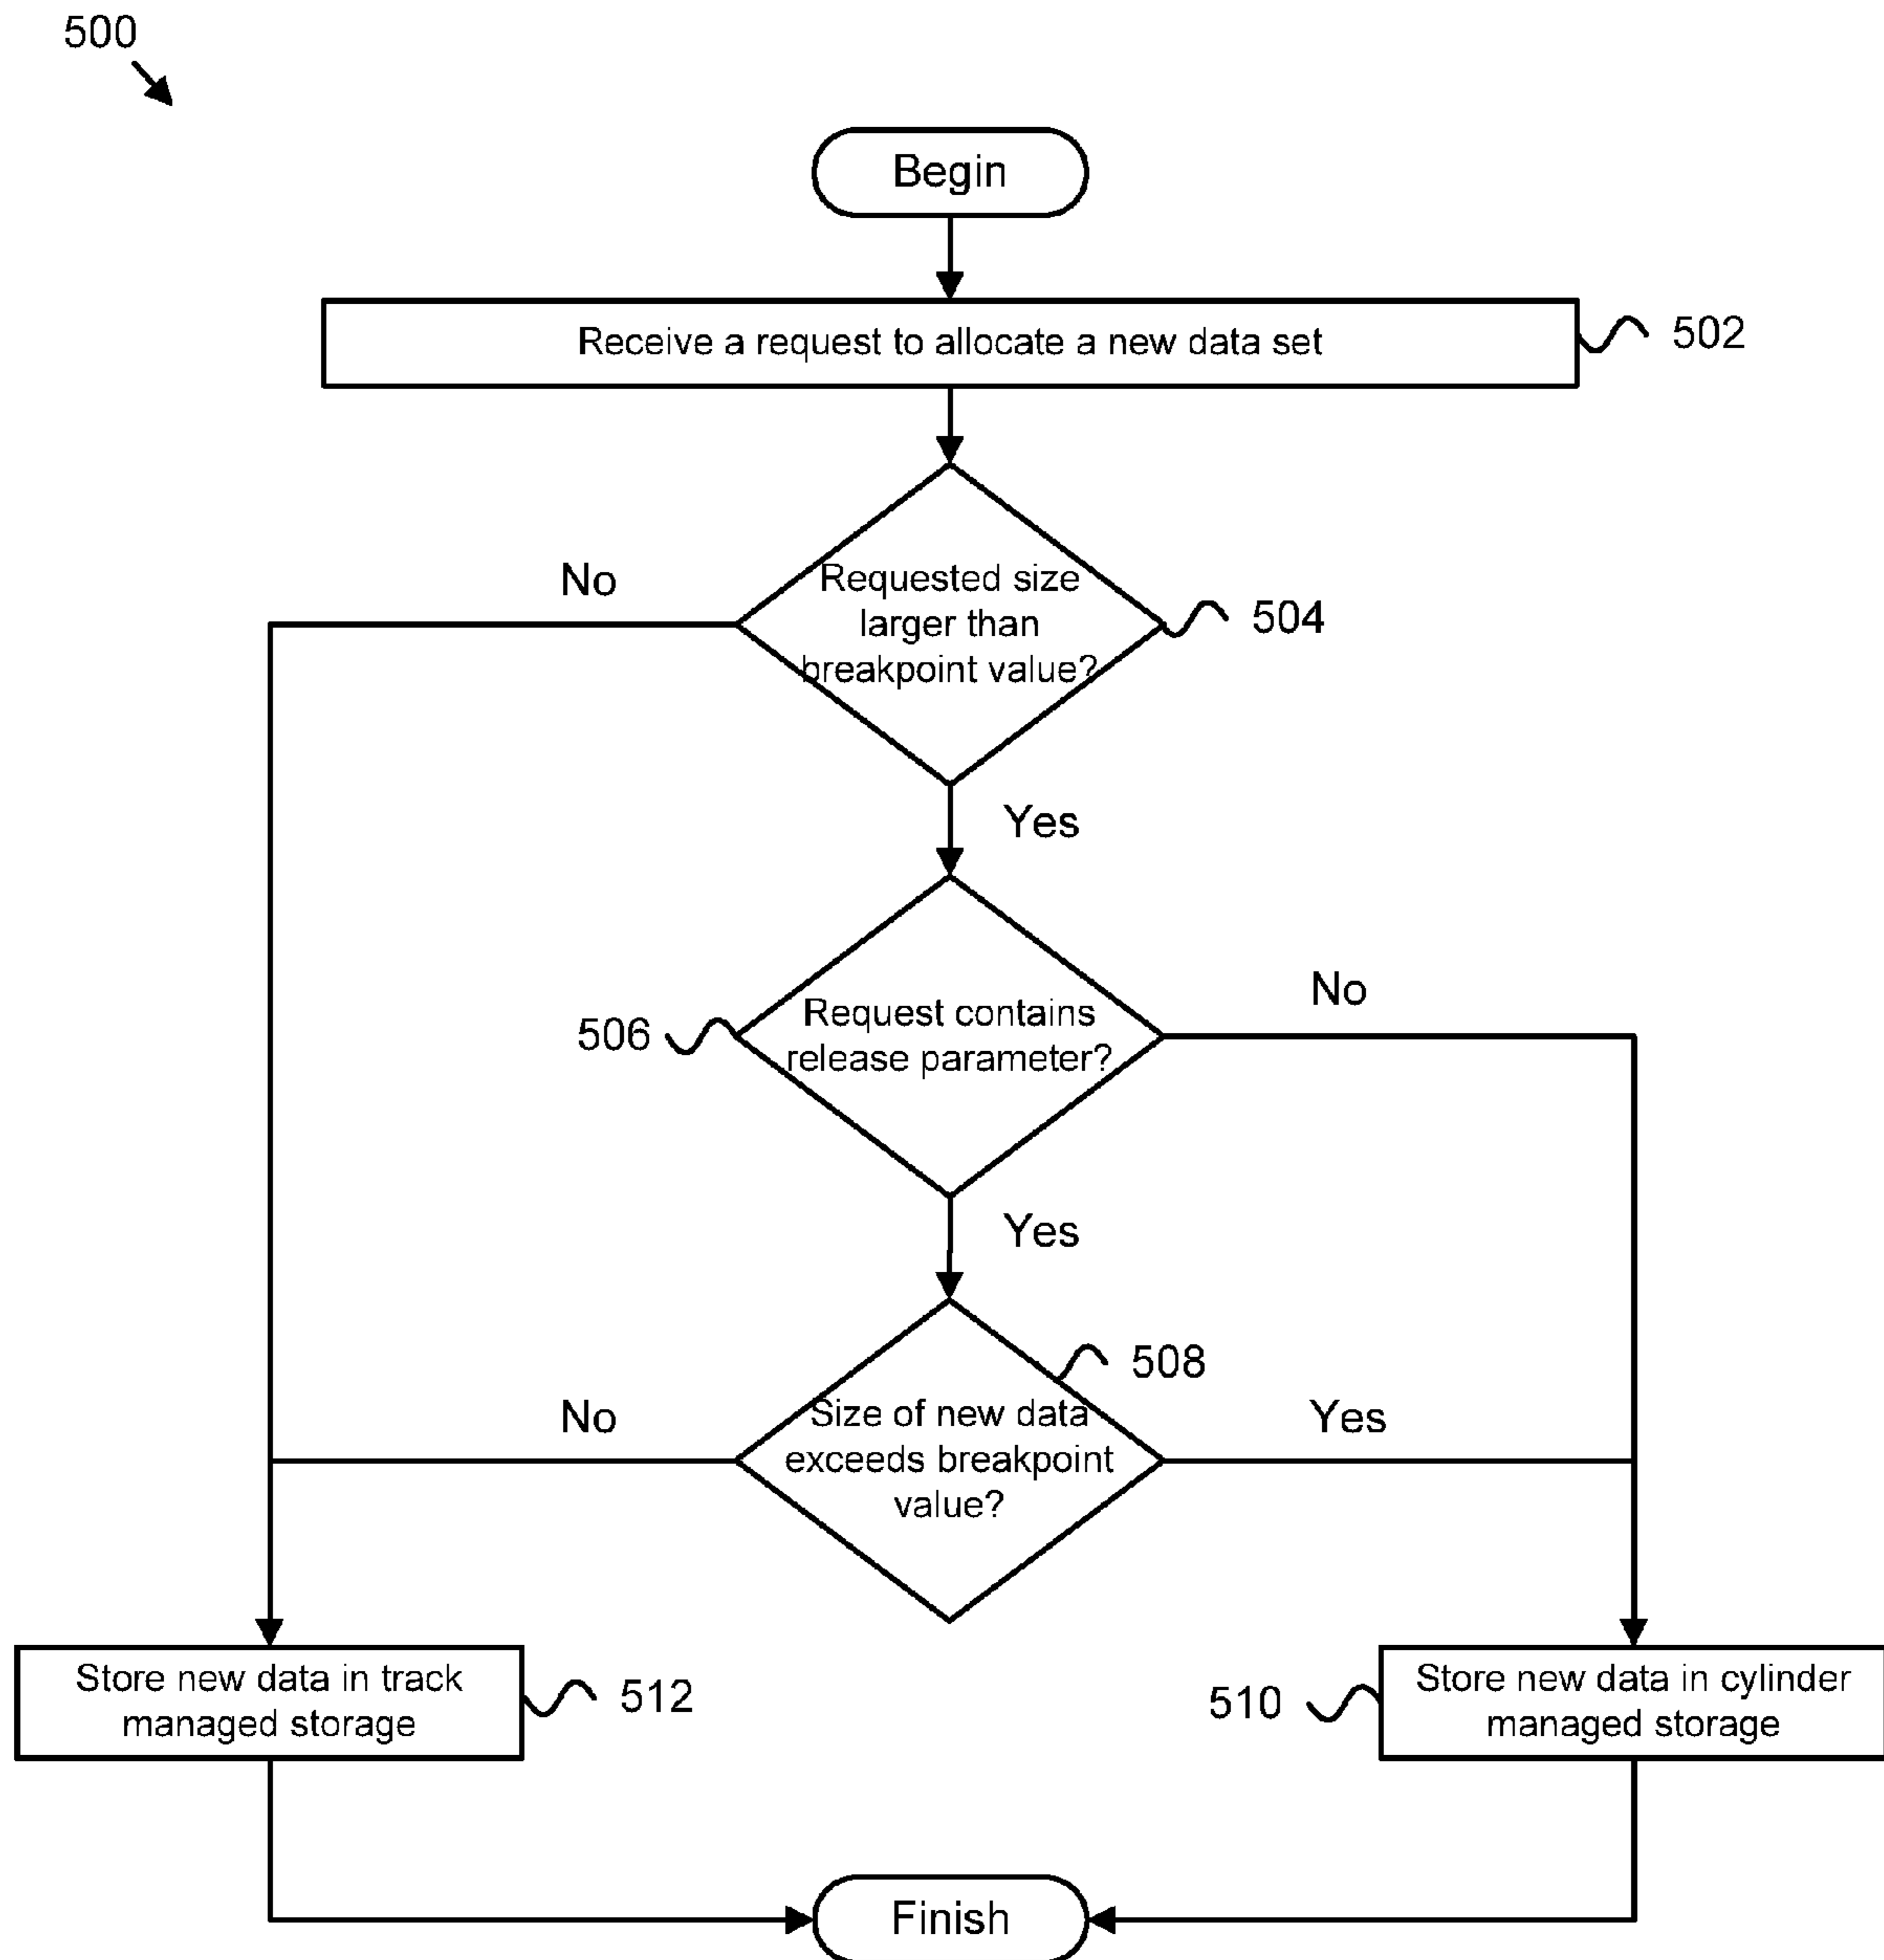 500
Begin
Receive a request to allocate a new data set
502
No
Requested size
larger than
breakpoint value?
504
Yes
506
Request contains
release parameter?
No
Yes
508
No
Size of new data
exceeds breakpoint
value?
Yes
Store new data in track
managed storage
512
510
Store new data in cylinder
managed storage
Finish